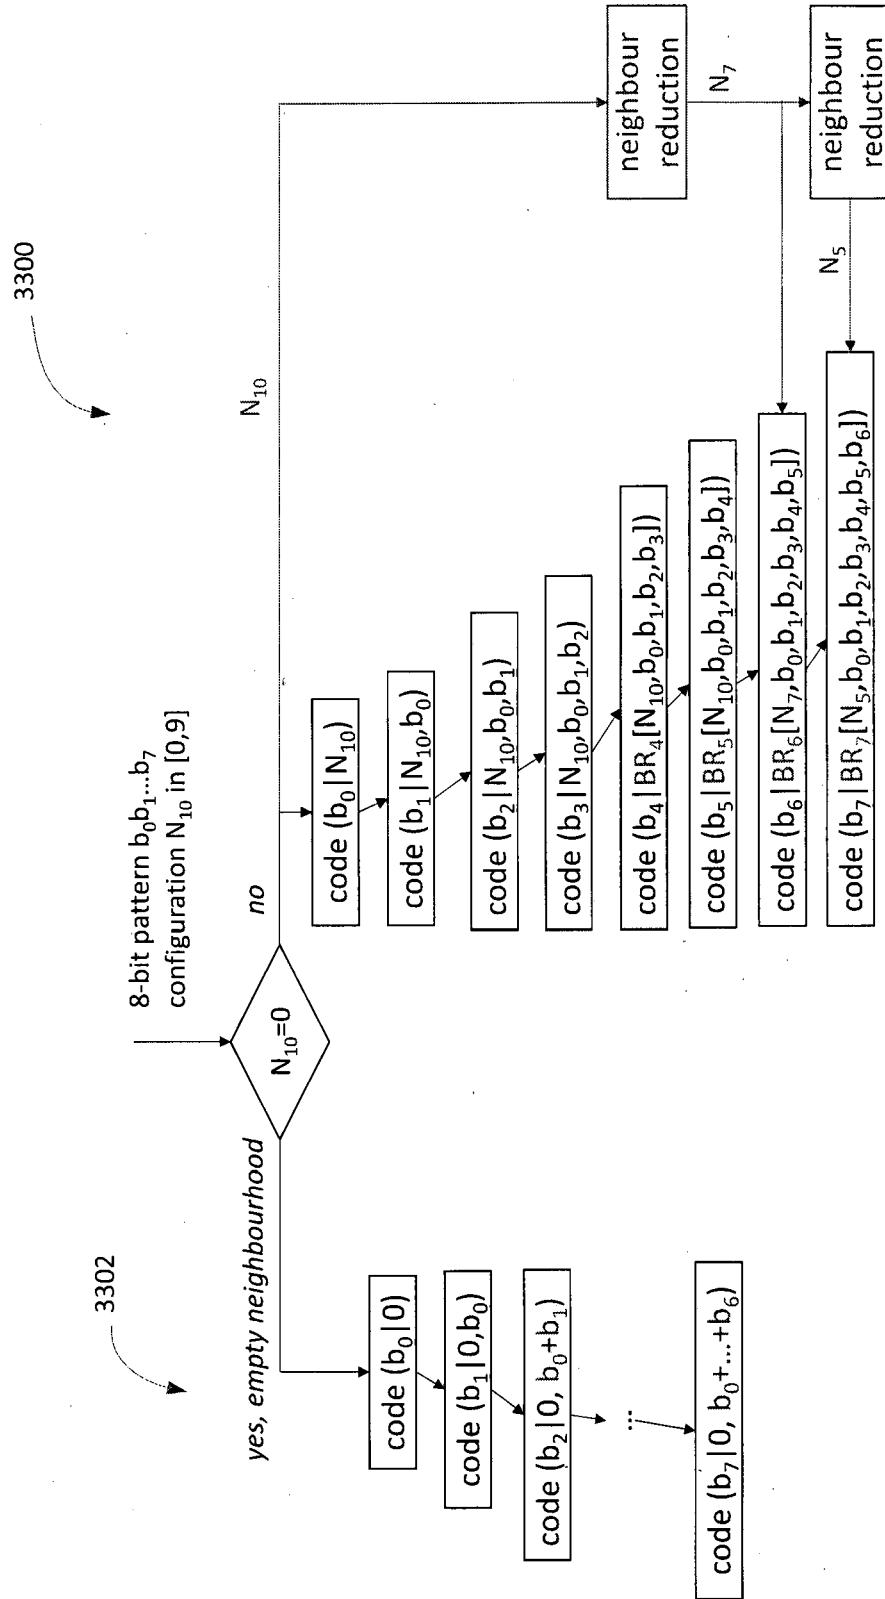 3300
3302
8-bit pattern b₀b₁...b₇
configuration N₁₀ in [0,9]
N₁₀=0
yes, empty neighbourhood
no
N₁₀
code (b₀|0)
code (b₁|0,b₀)
code (b₂|0, b₀+b₁)
...
code (b₇|0, b₀+...+b₆)
code (b₀|N₁₀)
code (b₁|N₁₀,b₀)
code (b₂|N₁₀,b₀,b₁)
code (b₃|N₁₀,b₀,b₁,b₂)
code (b₄|BR₄[N₁₀,b₀,b₁,b₂,b₃])
code (b₅|BR₅[N₁₀,b₀,b₁,b₂,b₃,b₄])
code (b₆|BR₆[N₇,b₀,b₁,b₂,b₃,b₄,b₅])
code (b₇|BR₇[N₅,b₀,b₁,b₂,b₃,b₄,b₅,b₆])
neighbour
reduction
N₇
neighbour
reduction
N₅